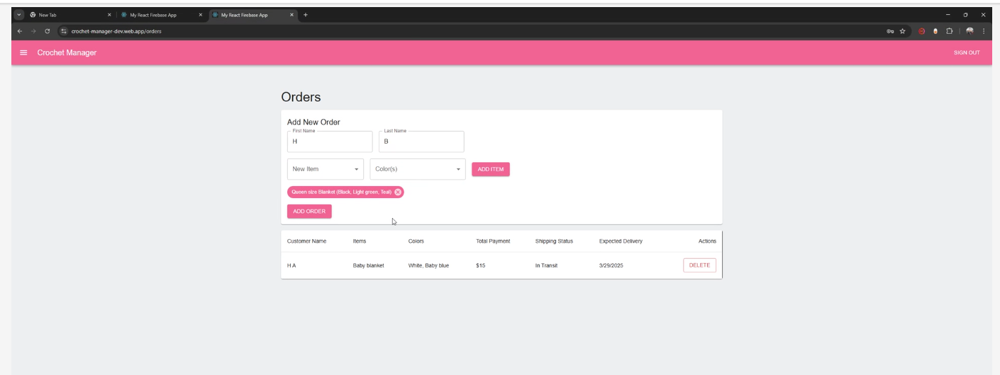 New Tab My React Firebase App My React Firebase App
crochet-manager-dev.web.app/orders
Crochet Manager SIGN OUT
Orders
Add New Order
First Name Last Name
H B
New Item Color(s) ADD ITEM
Queen size Blanket (Black, Light green, Teal)
ADD ORDER
Customer Name Items Colors Total Payment Shipping Status Expected Delivery Actions
H A Baby blanket White, Baby blue $15 In Transit 3/29/2025 DELETE